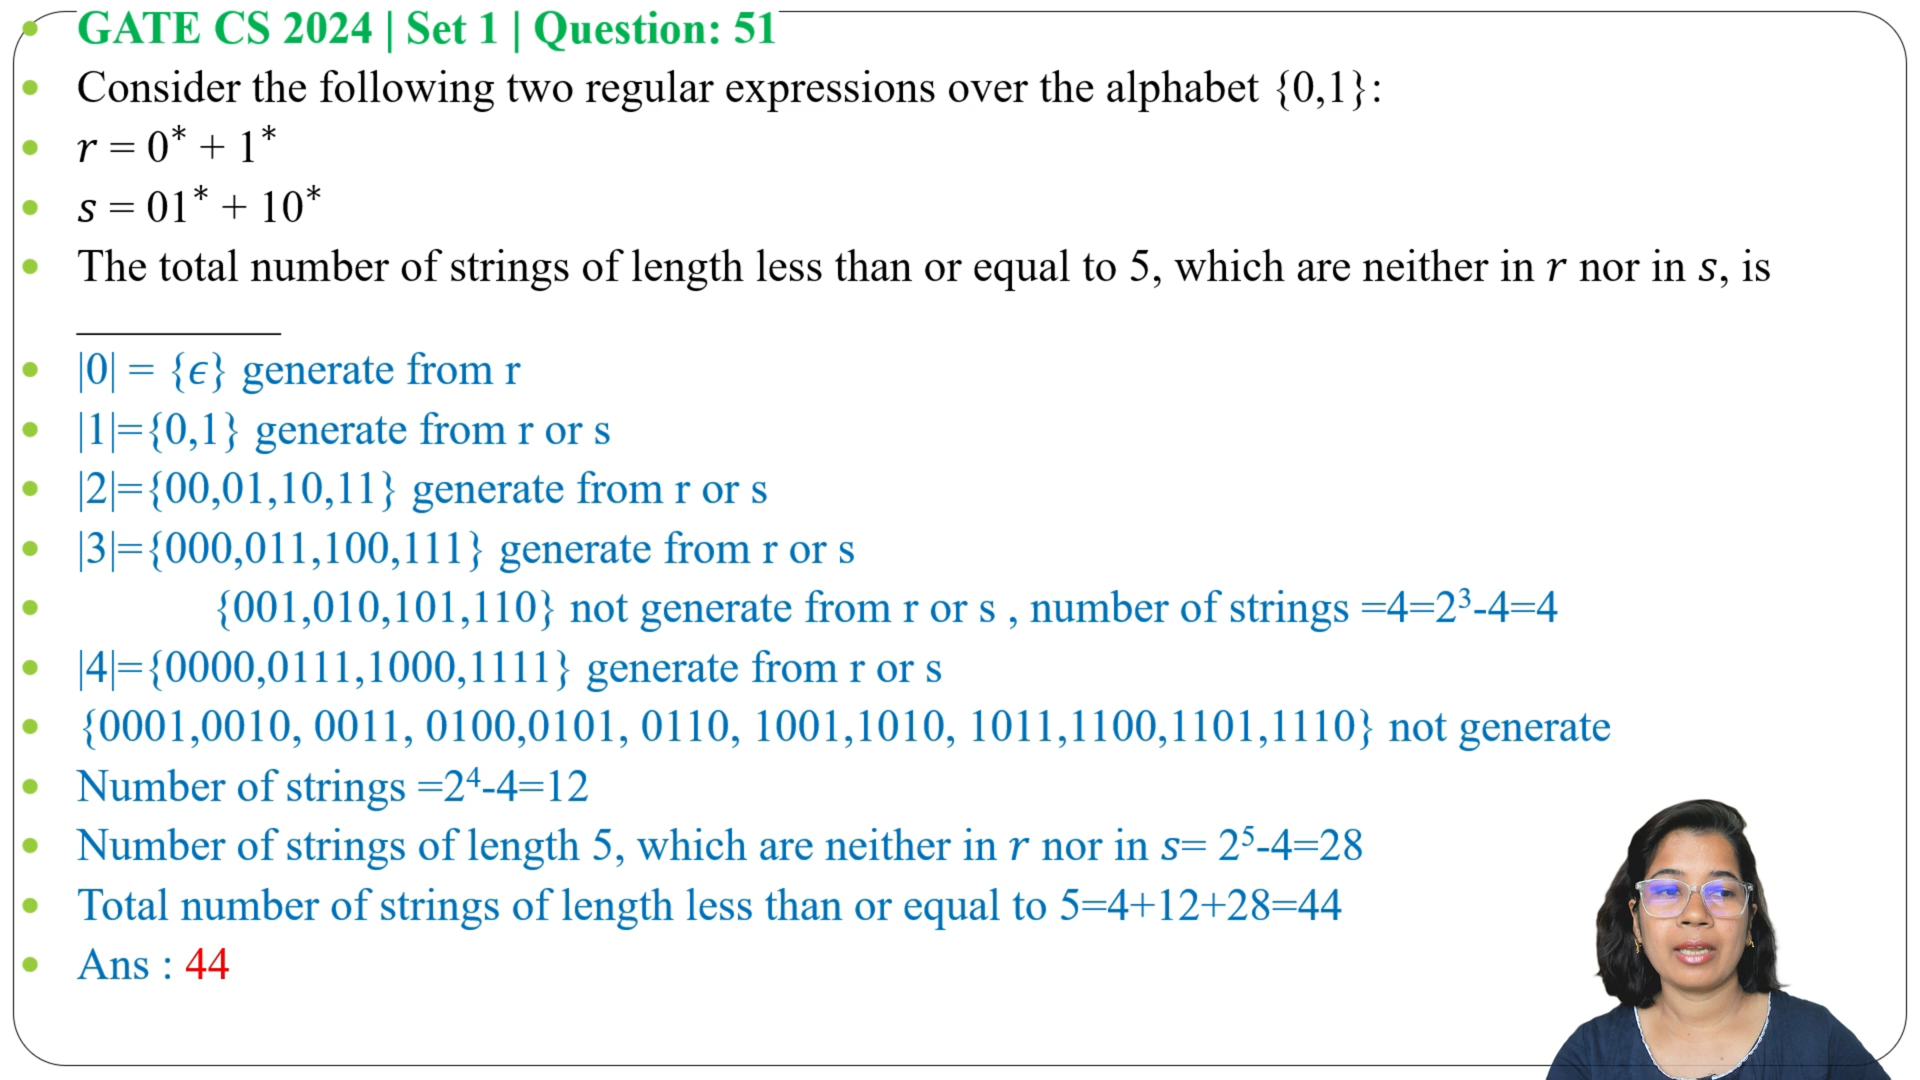 GATE CS 2024 | Set 1 | Question: 51
Consider the following two regular expressions over the alphabet {0,1}:
r = 0* + 1*
s = 01* + 10*
The total number of strings of length less than or equal to 5, which are neither in r nor in s, is
_________
|0| = {ϵ} generate from r
|1|={0,1} generate from r or s
|2|={00,01,10,11} generate from r or s
|3|={000,011,100,111} generate from r or s
{001,010,101,110} not generate from r or s , number of strings =4=2³-4=4
|4|={0000,0111,1000,1111} generate from r or s
{0001,0010, 0011, 0100,0101, 0110, 1001,1010, 1011,1100,1101,1110} not generate
Number of strings =2⁴-4=12
Number of strings of length 5, which are neither in r nor in s= 2⁵-4=28
Total number of strings of length less than or equal to 5=4+12+28=44
Ans : 44